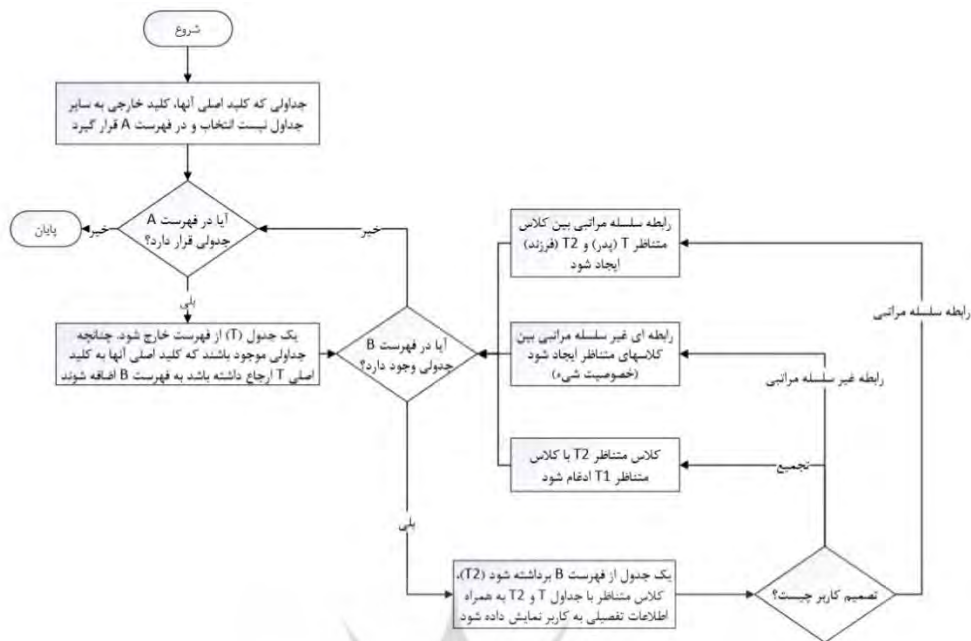 شروع
جداولی که کلید اصلی آنها، کلید خارجی به سایر
جداول نیست انتخاب و در فهرست A قرار گیرد
آیا در فهرست A
جدولی قرار دارد؟
خیر
پایان
بلی
یک جدول (T) از فهرست خارج شود. چنانچه
جداولی موجود باشند که کلید اصلی آنها به کلید
اصلی T ارجاع داشته باشد به فهرست B اضافه شوند
آیا در فهرست B
جدولی وجود دارد؟
خیر
بلی
یک جدول از فهرست B برداشته شود (T2)،
کلاس متناظر با جداول T و T2 به همراه
اطلاعات تفصیلی به کاربر نمایش داده شود
تصمیم کاربر چیست؟
رابطه سلسله مراتبی
رابطه غیر سلسله مراتبی
تجمیع
رابطه سلسله مراتبی بین کلاس
متناظر T (پدر) و T2 (فرزند)
ایجاد شود
رابطه ای غیر سلسله مراتبی بین
کلاسهای متناظر ایجاد شود
(خصوصیت شیء)
کلاس متناظر T2 با کلاس
متناظر T1 ادغام شود